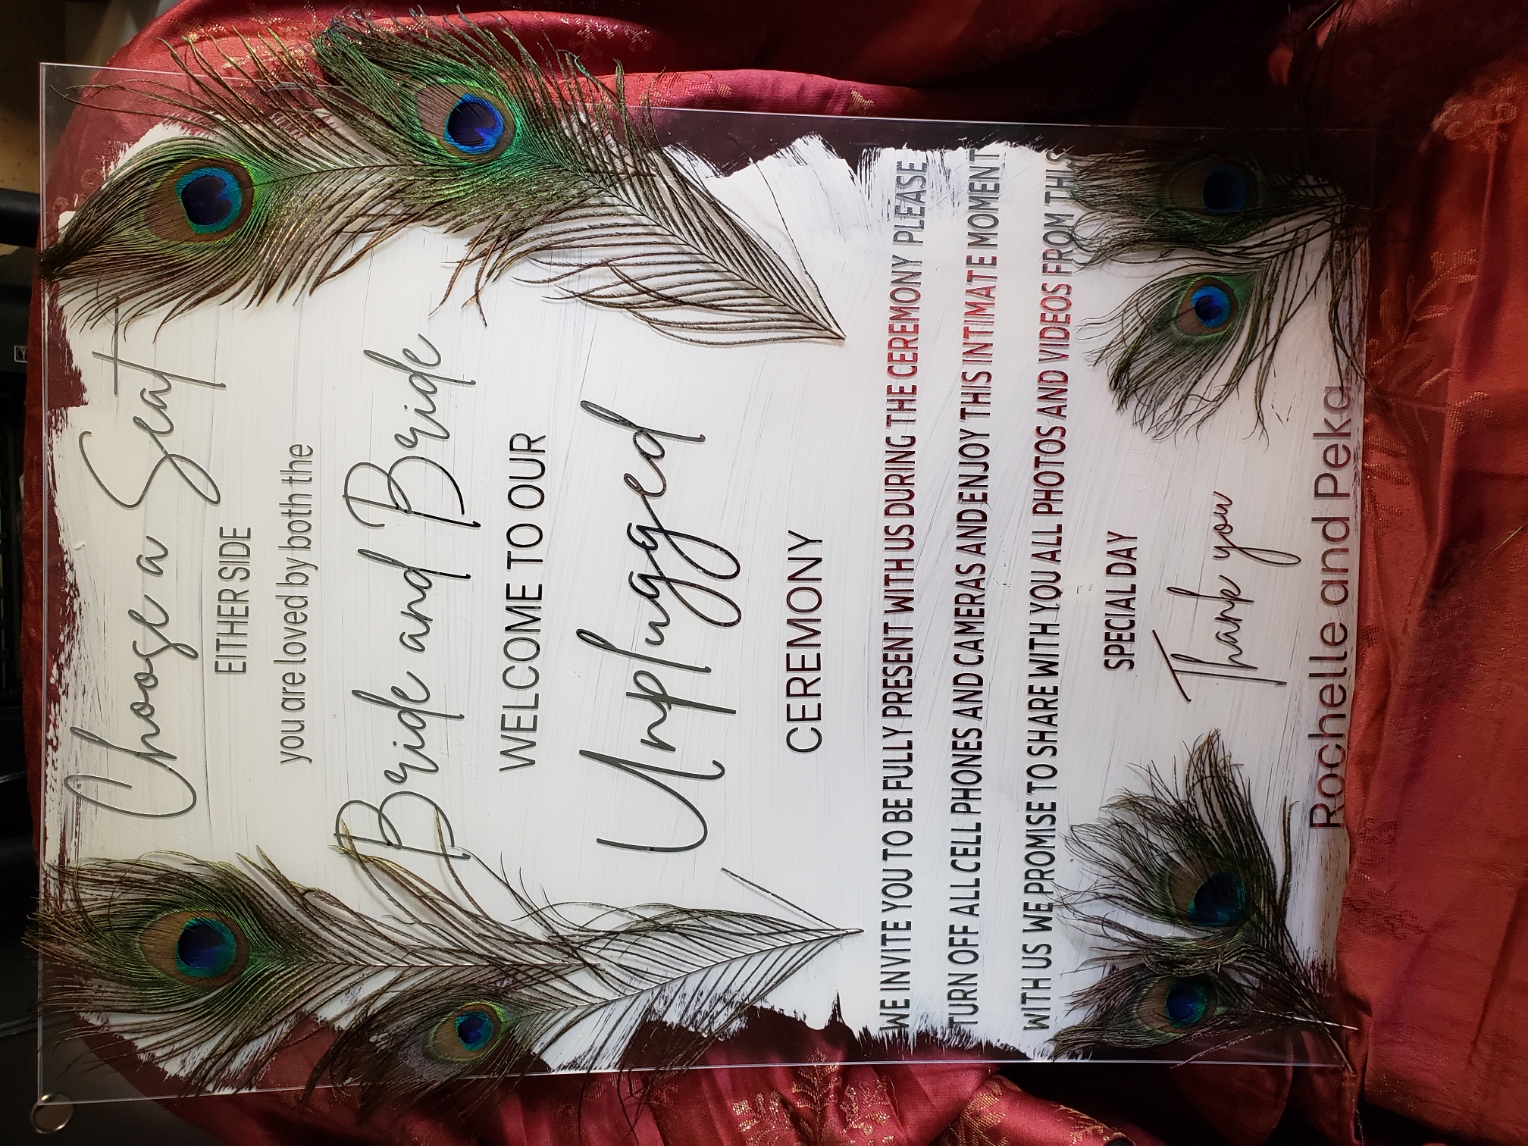 Choose a Seat
EITHER SIDE
you are loved by both the
Bride and Bride
WELCOME TO OUR
Unplugged
CEREMONY
WE INVITE YOU TO BE FULLY PRESENT WITH US DURING THE CEREMONY PLEASE
TURN OFF ALL CELL PHONES AND CAMERAS AND ENJOY THIS INTIMATE MOMENT
WITH US WE PROMISE TO SHARE WITH YOU ALL PHOTOS AND VIDEOS FROM THIS
SPECIAL DAY
Thank you
Rochelle and Peka